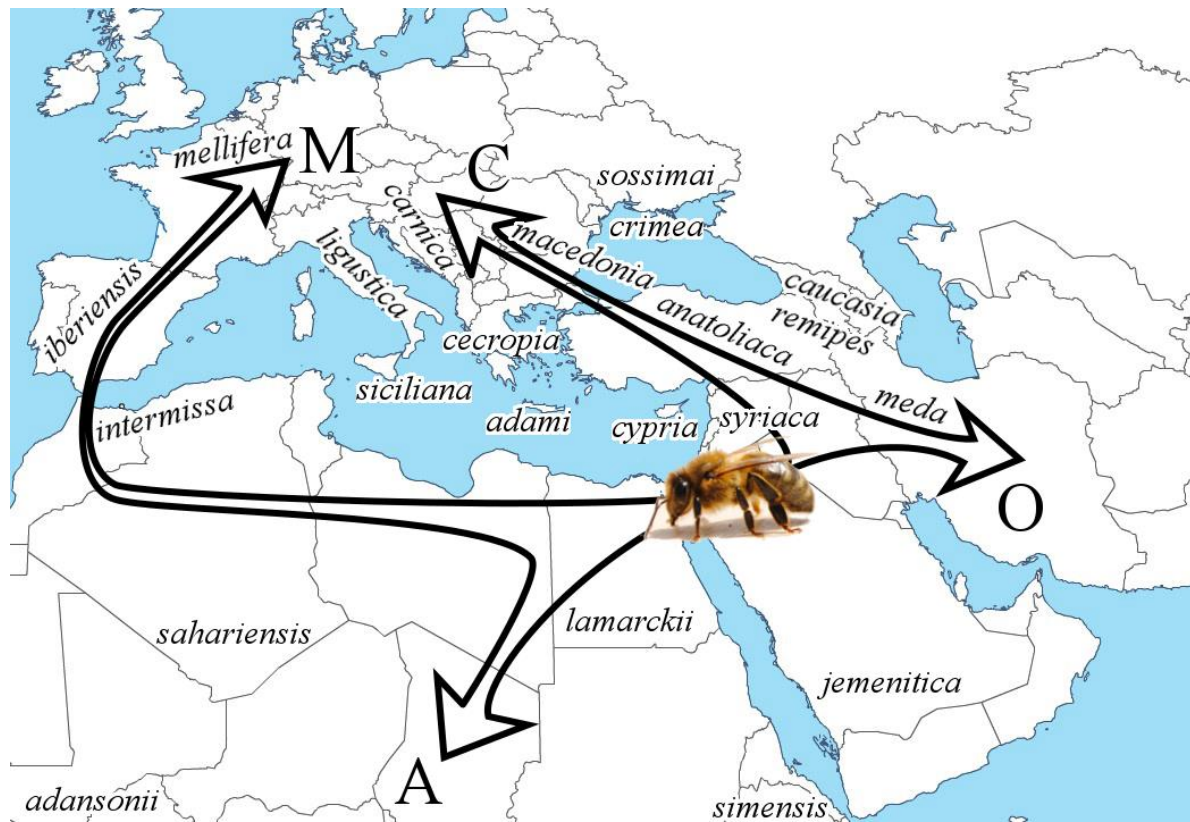 mellifera
M
C
sossimai
carnica
crimea
macedonia
ligustica
iberiensis
caucasia
anatoliaca
remipes
cecropia
siciliana
meda
intermissa
adami
cypria
syriaca
O
lamarckii
sahariensis
jemenitica
A
adansonii
simensis